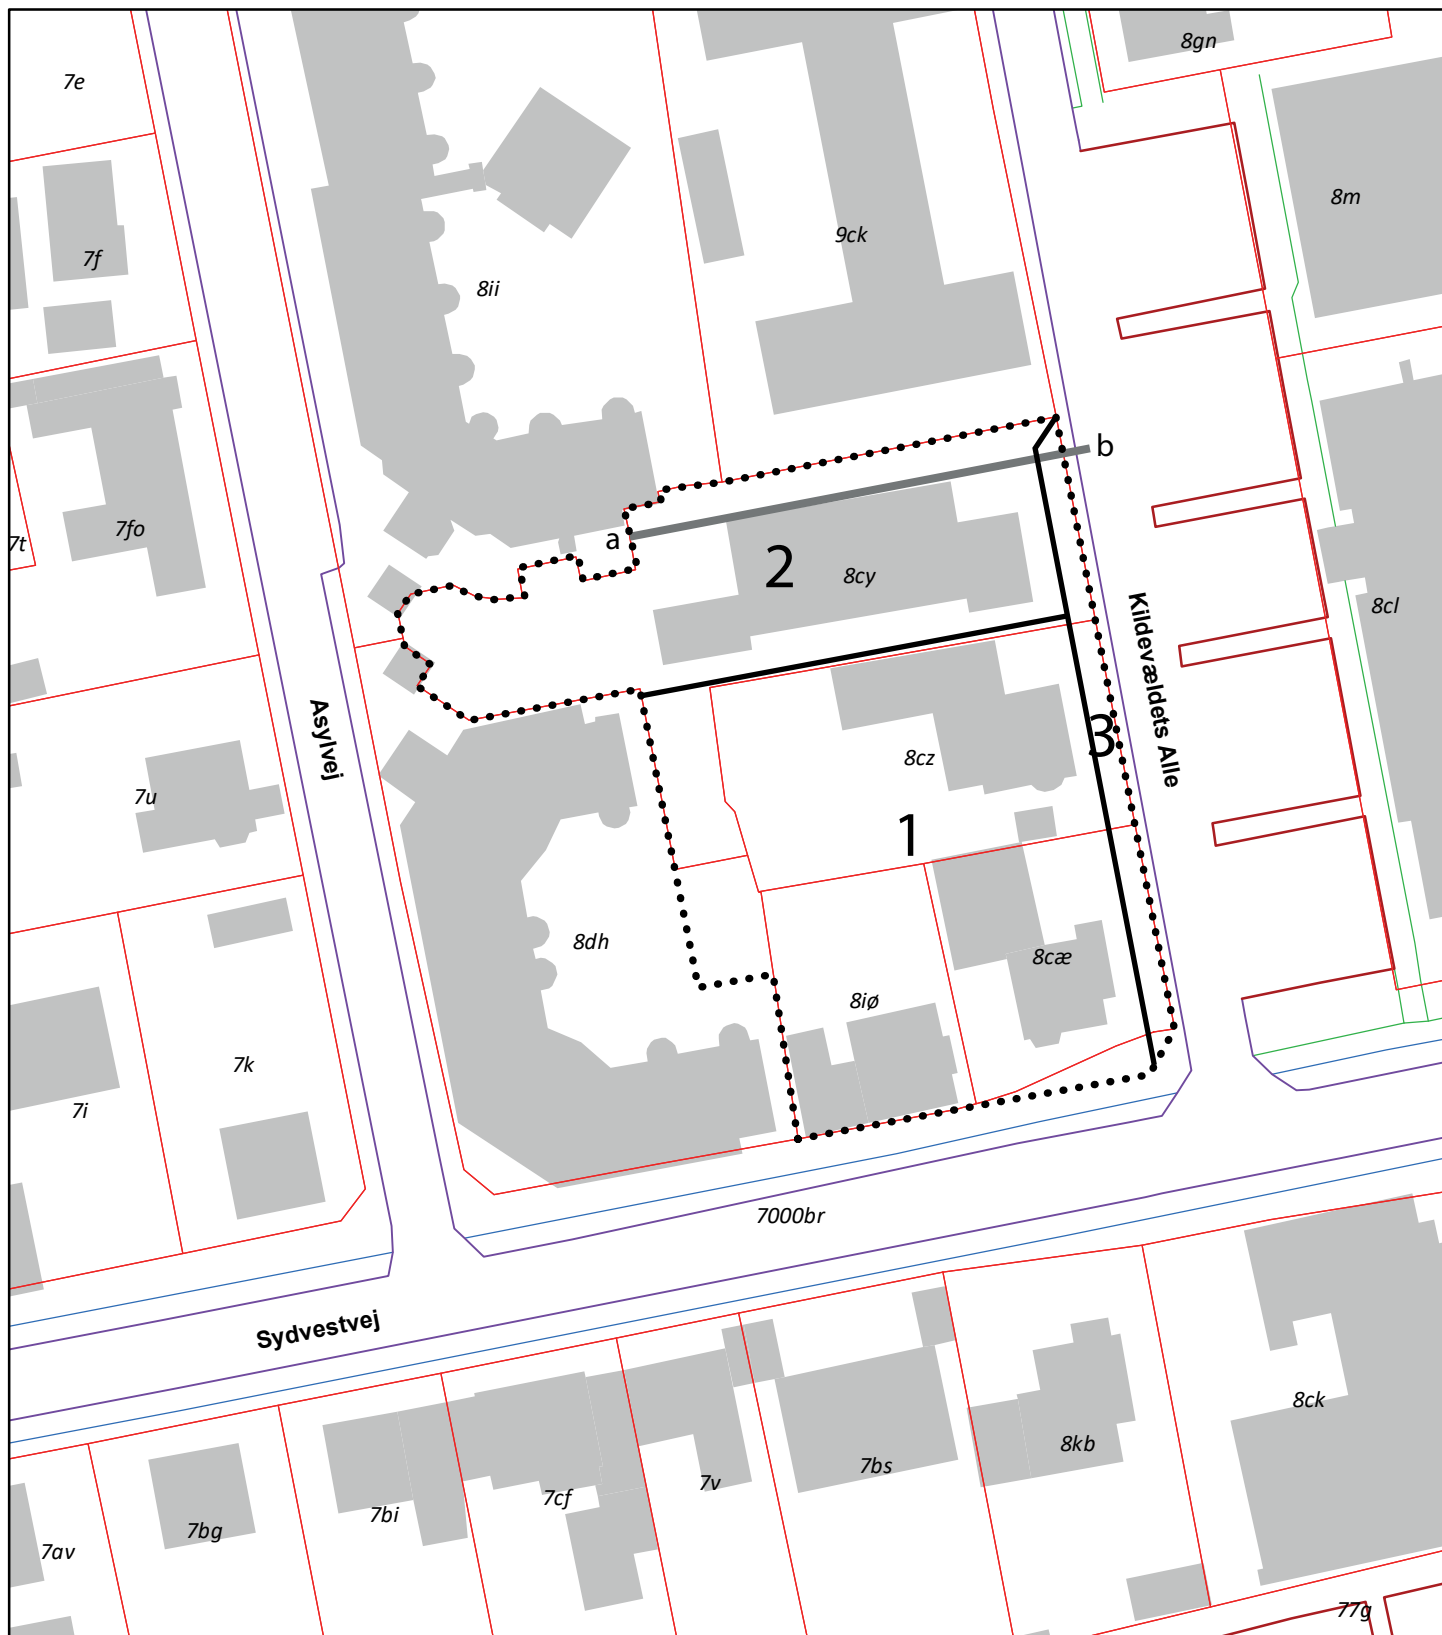 8gn
7e
8m
9ck
7f
8ii
b
7fo
a
7t
2
8cy
8cl
Kildevældets Alle
Asylvej
3
8cz
7u
1
8dh
8cæ
8iø
7k
7i
7000br
Sydvestvej
8ck
8kb
7bs
7v
7cf
7bi
7bg
7av
77g